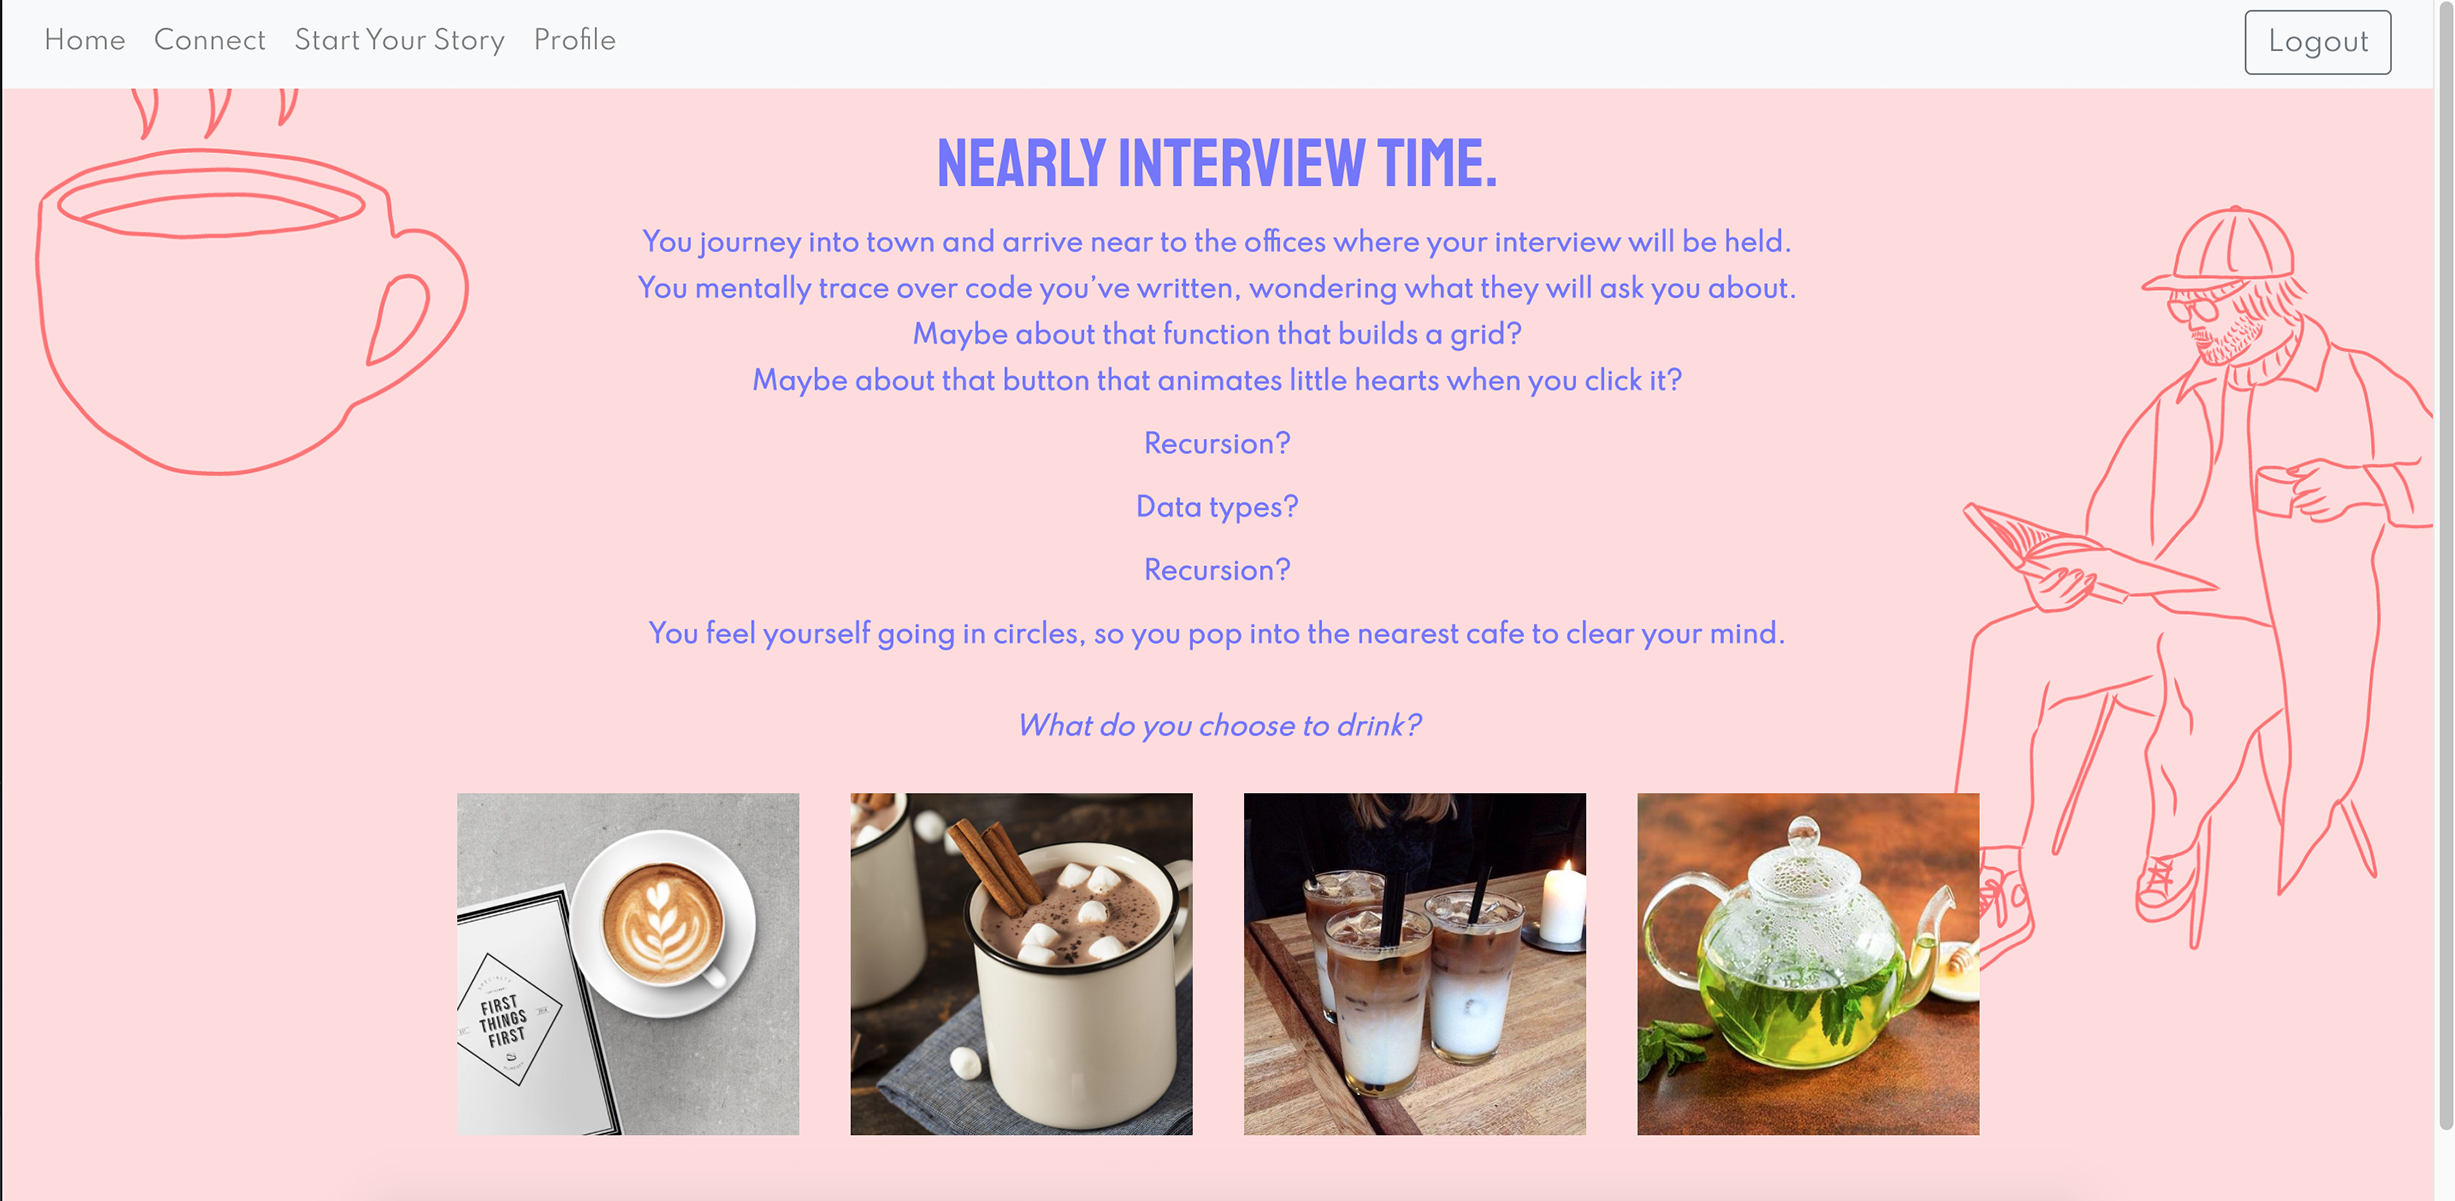 Home Connect Start Your Story Profile Logout
NEARLY INTERVIEW TIME.
You journey into town and arrive near to the offices where your interview will be held.
You mentally trace over code you’ve written, wondering what they will ask you about.
Maybe about that function that builds a grid?
Maybe about that button that animates little hearts when you click it?
Recursion?
Data types?
Recursion?
You feel yourself going in circles, so you pop into the nearest cafe to clear your mind.
What do you choose to drink?
FIRST
THINGS
FIRST